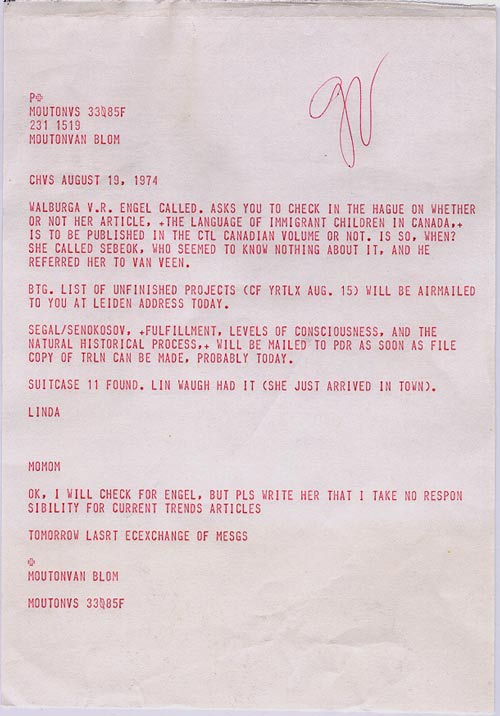 P⊕
MOUTONVS 33085F
231 1519
MOUTONVAN BLOM
CHVS AUGUST 19, 1974
WALBURGA V.R. ENGEL CALLED. ASKS YOU TO CHECK IN THE HAGUE ON WHETHER
OR NOT HER ARTICLE, +THE LANGUAGE OF IMMIGRANT CHILDREN IN CANADA,+
IS TO BE PUBLISHED IN THE CTL CANADIAN VOLUME OR NOT. IS SO, WHEN?
SHE CALLED SEBEOK, WHO SEEMED TO KNOW NOTHING ABOUT IT, AND HE
REFERRED HER TO VAN VEEN.
BTG. LIST OF UNFINISHED PROJECTS (CF YRTLX AUG. 15) WILL BE AIRMAILED
TO YOU AT LEIDEN ADDRESS TODAY.
SEGAL/SENOKOSOV, +FULFILLMENT, LEVELS OF CONSCIOUSNESS, AND THE
NATURAL HISTORICAL PROCESS,+ WILL BE MAILED TO PDR AS SOON AS FILE
COPY OF TRLN CAN BE MADE, PROBABLY TODAY.
SUITCASE 11 FOUND. LIN WAUGH HAD IT (SHE JUST ARRIVED IN TOWN).
LINDA
MOMOM
OK, I WILL CHECK FOR ENGEL, BUT PLS WRITE HER THAT I TAKE NO RESPON
SIBILITY FOR CURRENT TRENDS ARTICLES
TOMORROW LASRT ECEXCHANGE OF MESGS
⊕
MOUTONVAN BLOM
MOUTONVS 33085F